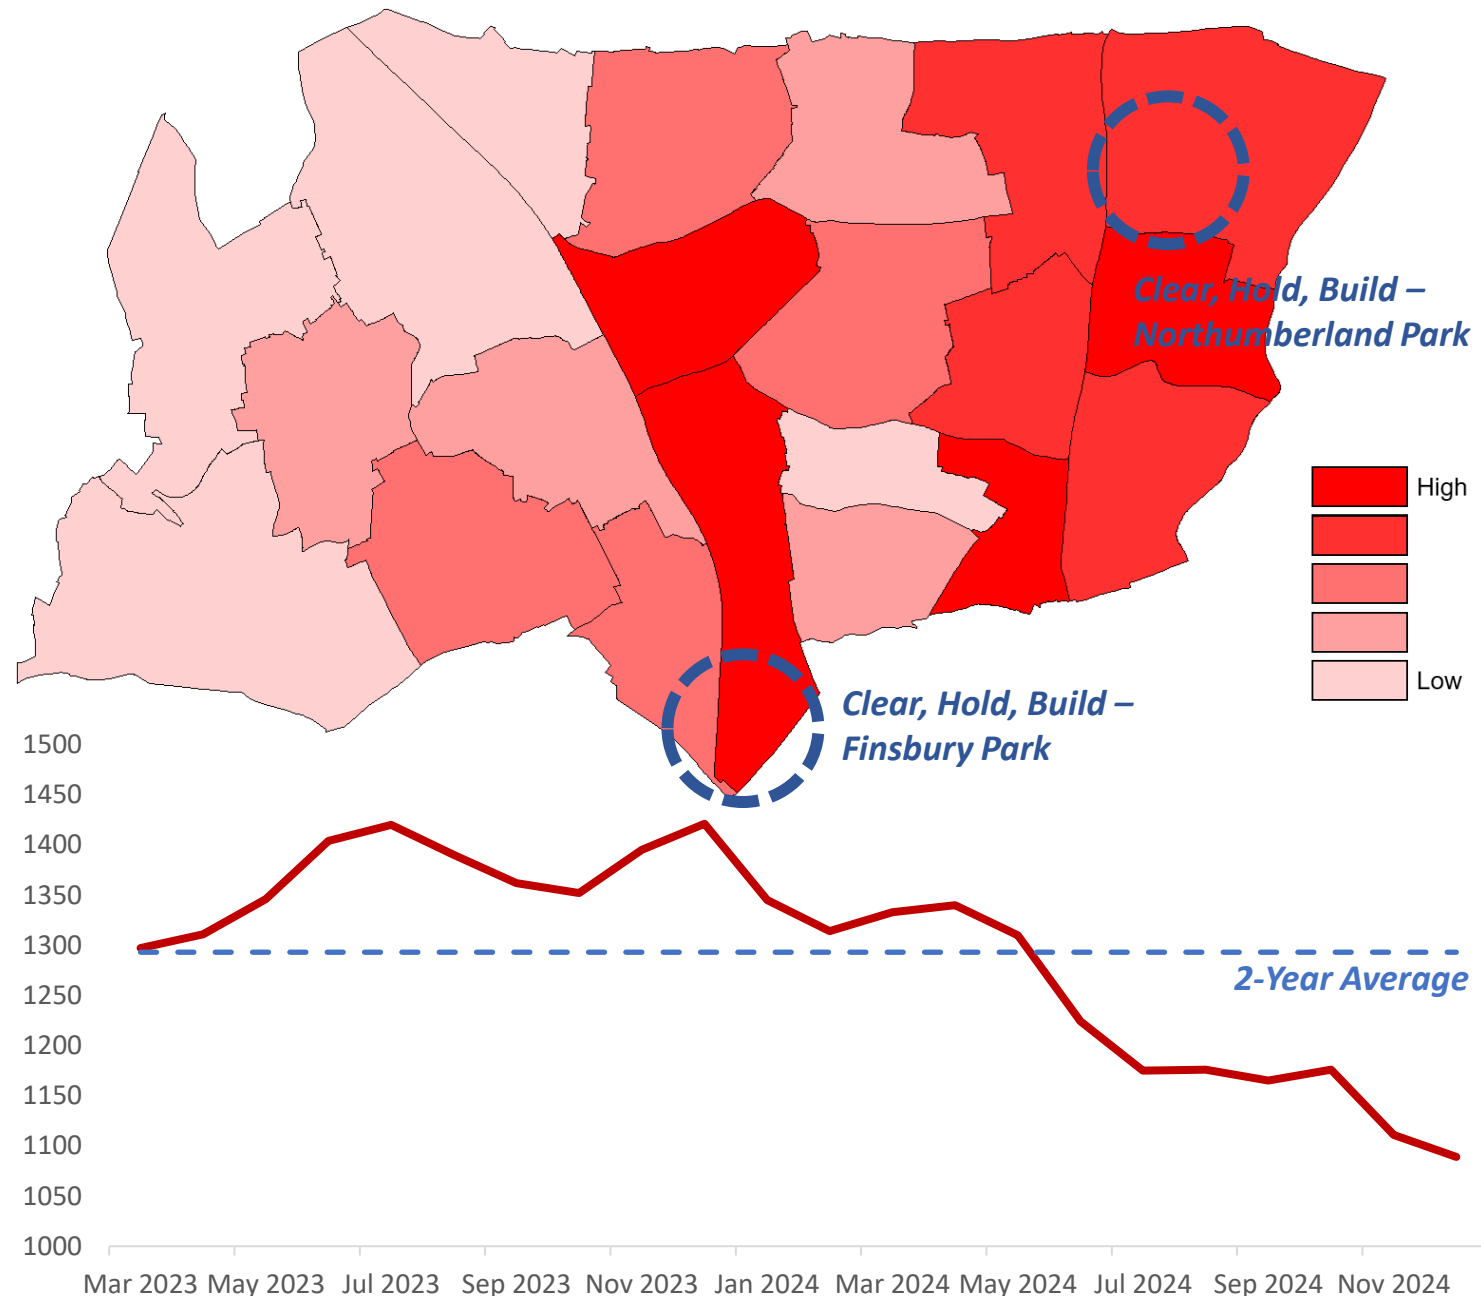 Clear, Hold, Build –
Northumberland Park
High
Low
Clear, Hold, Build –
Finsbury Park
1500
1450
1400
1350
1300
1250
1200
1150
1100
1050
1000
2-Year Average
Mar 2023 May 2023 Jul 2023 Sep 2023 Nov 2023 Jan 2024 Mar 2024 May 2024 Jul 2024 Sep 2024 Nov 2024